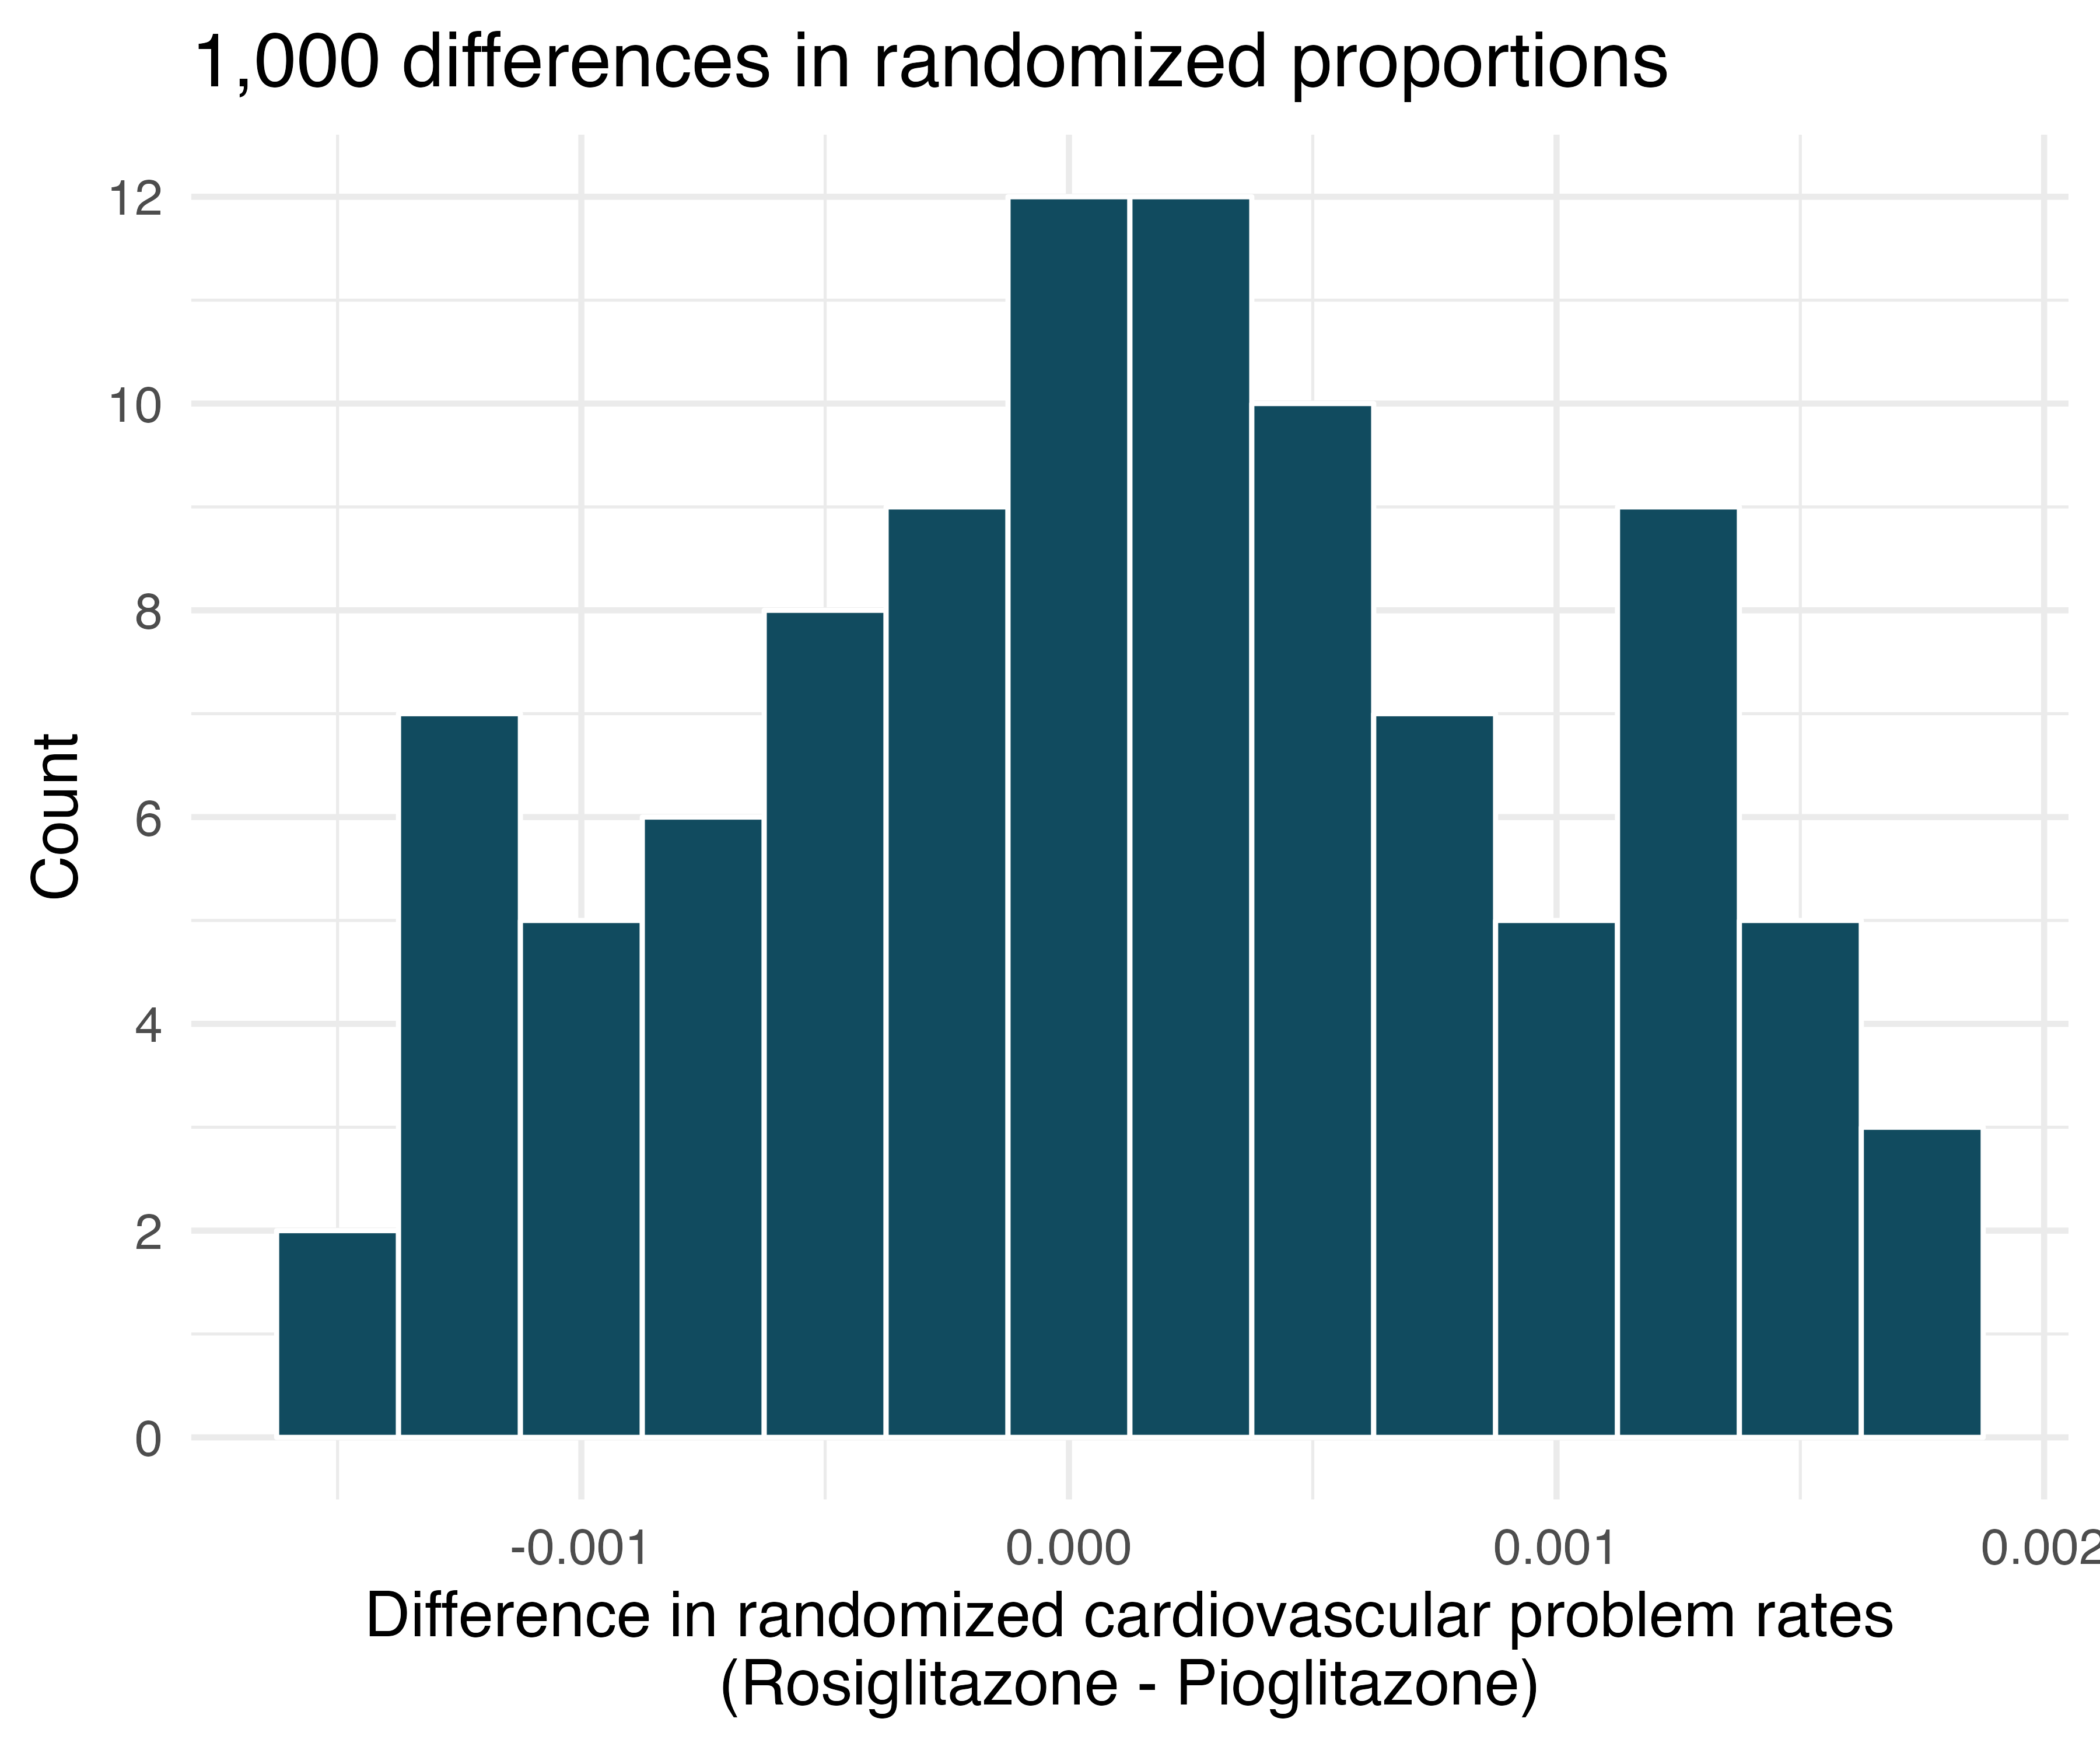 1,000 differences in randomized proportions
12
10
8
6
4
2
0
Count
-0.001 0.000 0.001 0.002
Difference in randomized cardiovascular problem rates
(Rosiglitazone - Pioglitazone)